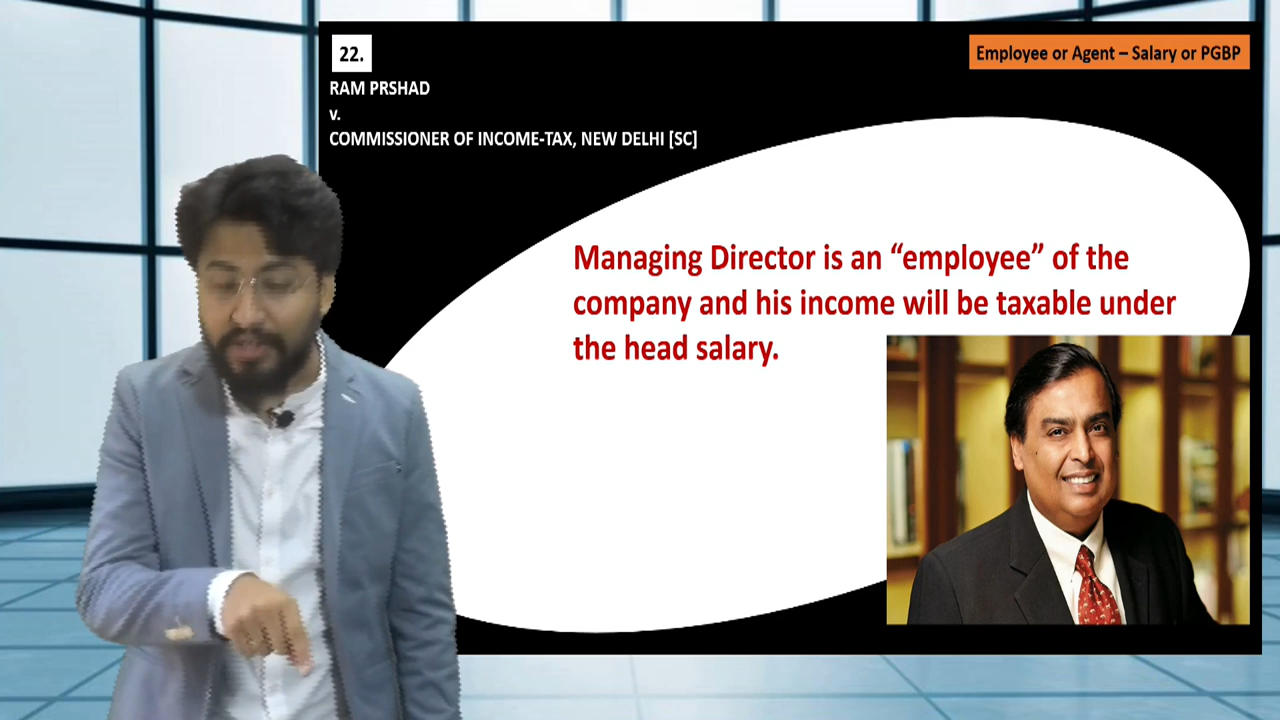 22.
Employee or Agent – Salary or PGBP
RAM PRSHAD
v.
COMMISSIONER OF INCOME-TAX, NEW DELHI [SC]
Managing Director is an “employee” of the
company and his income will be taxable under
the head salary.